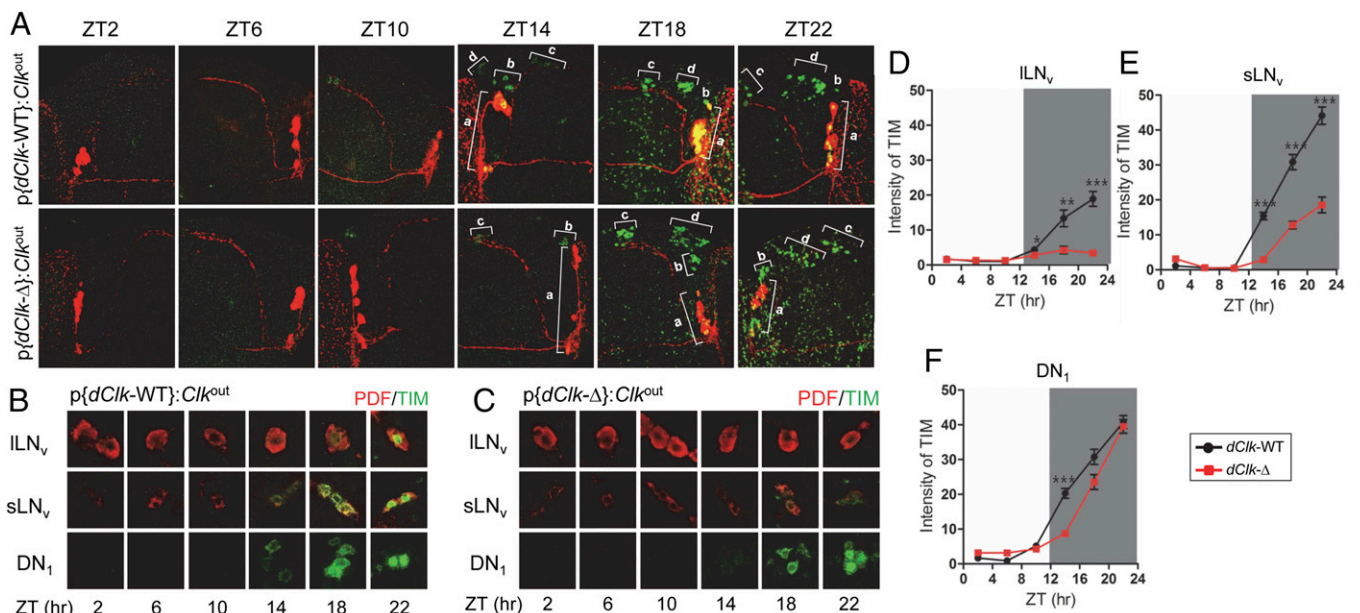 A
ZT2 ZT6 ZT10 ZT14 ZT18 ZT22
p{dClk-WT}:Clkout
d b c a
c d b a
c d b a
p{dClk-Δ}:Clkout
c b a
c d b a
b d c a
B
p{dClk-WT}:Clkout PDF/TIM
lLNv
sLNv
DN1
ZT (hr) 2 6 10 14 18 22
C
p{dClk-Δ}:Clkout PDF/TIM
lLNv
sLNv
DN1
ZT (hr) 2 6 10 14 18 22
D
lLNv
Intensity of TIM
50
40
30
20
10
0
* ** ***
0 4 8 12 16 20 24
ZT (hr)
E
sLNv
Intensity of TIM
50
40
30
20
10
0
*** *** ***
0 4 8 12 16 20 24
ZT (hr)
F
DN1
Intensity of TIM
50
40
30
20
10
0
***
0 4 8 12 16 20 24
ZT (hr)
dClk-WT
dClk-Δ